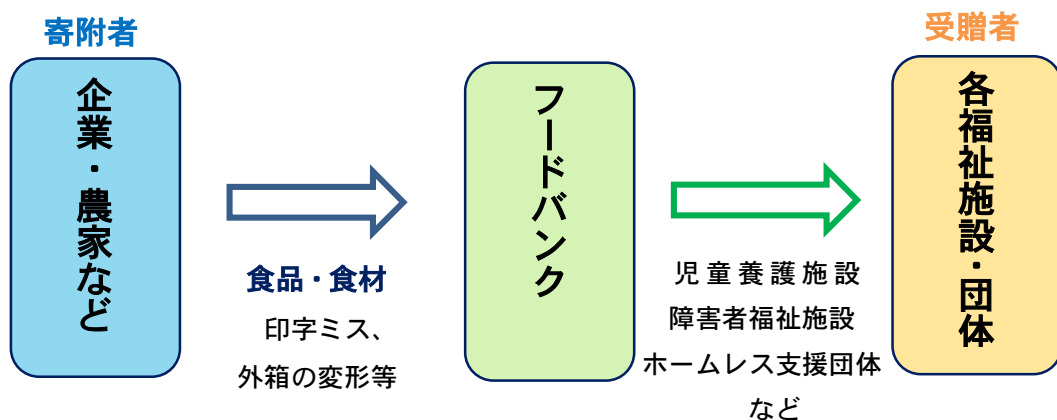 寄附者
企業・農家など
食品・食材
印字ミス、
外箱の変形等
フードバンク
児童養護施設
障害者福祉施設
ホームレス支援団体
など
受贈者
各福祉施設・団体